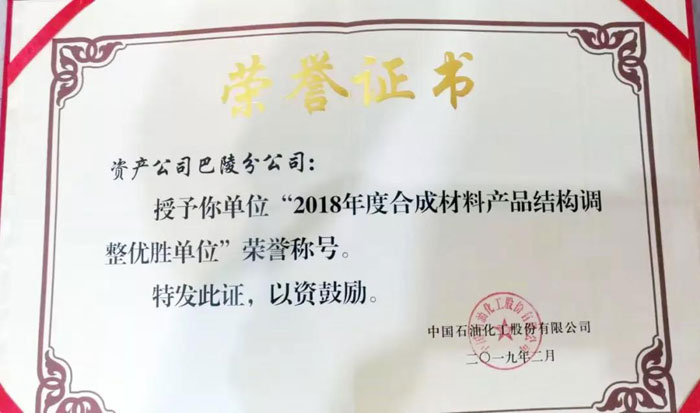 荣誉证书
资产公司巴陵分公司：
授予你单位“2018年度合成材料产品结构调
整优胜单位”荣誉称号。
特发此证，以资鼓励。
中国石油化工股份有限公司
二〇一九年二月